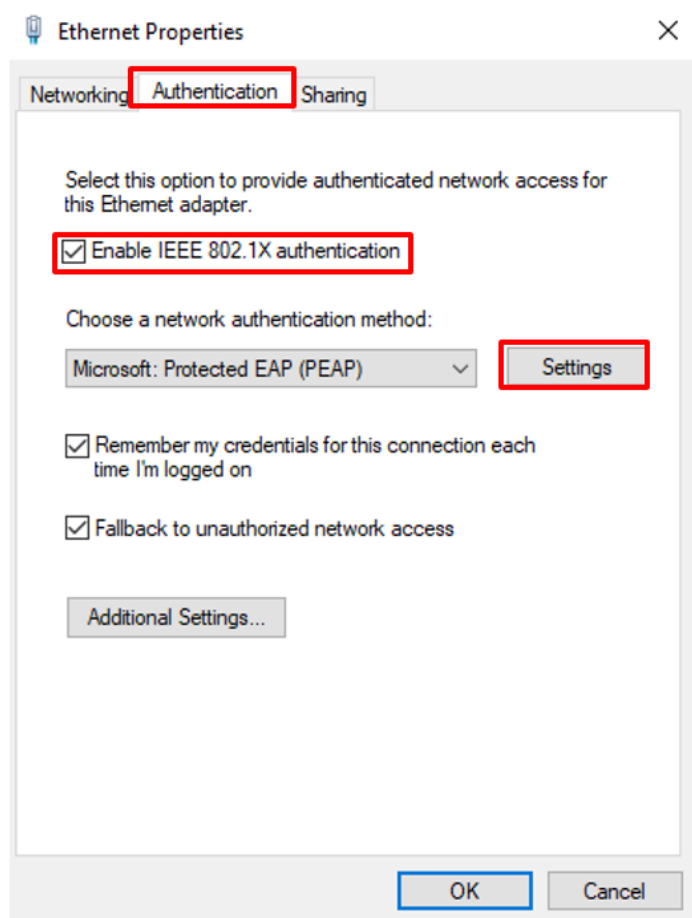 Ethernet Properties
Networking Authentication Sharing
Select this option to provide authenticated network access for
this Ethernet adapter.
Enable IEEE 802.1X authentication
Choose a network authentication method:
Microsoft: Protected EAP (PEAP) Settings
Remember my credentials for this connection each
time I'm logged on
Fallback to unauthorized network access
Additional Settings...
OK Cancel